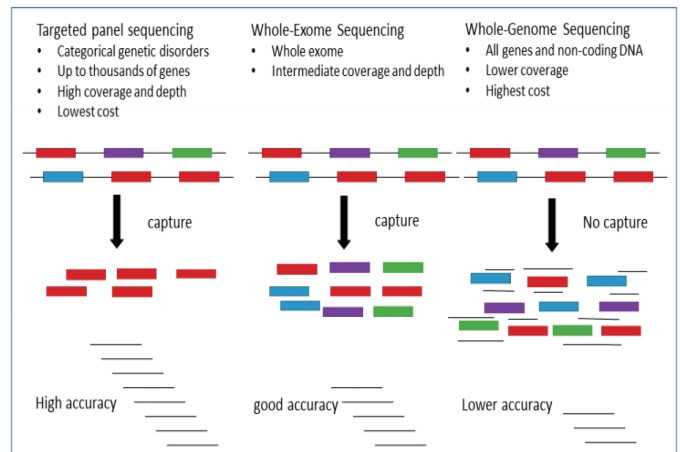 Targeted panel sequencing
• Categorical genetic disorders
• Up to thousands of genes
• High coverage and depth
• Lowest cost
Whole-Exome Sequencing
• Whole exome
• Intermediate coverage and depth
Whole-Genome Sequencing
• All genes and non-coding DNA
• Lower coverage
• Highest cost
capture
capture
No capture
High accuracy
good accuracy
Lower accuracy